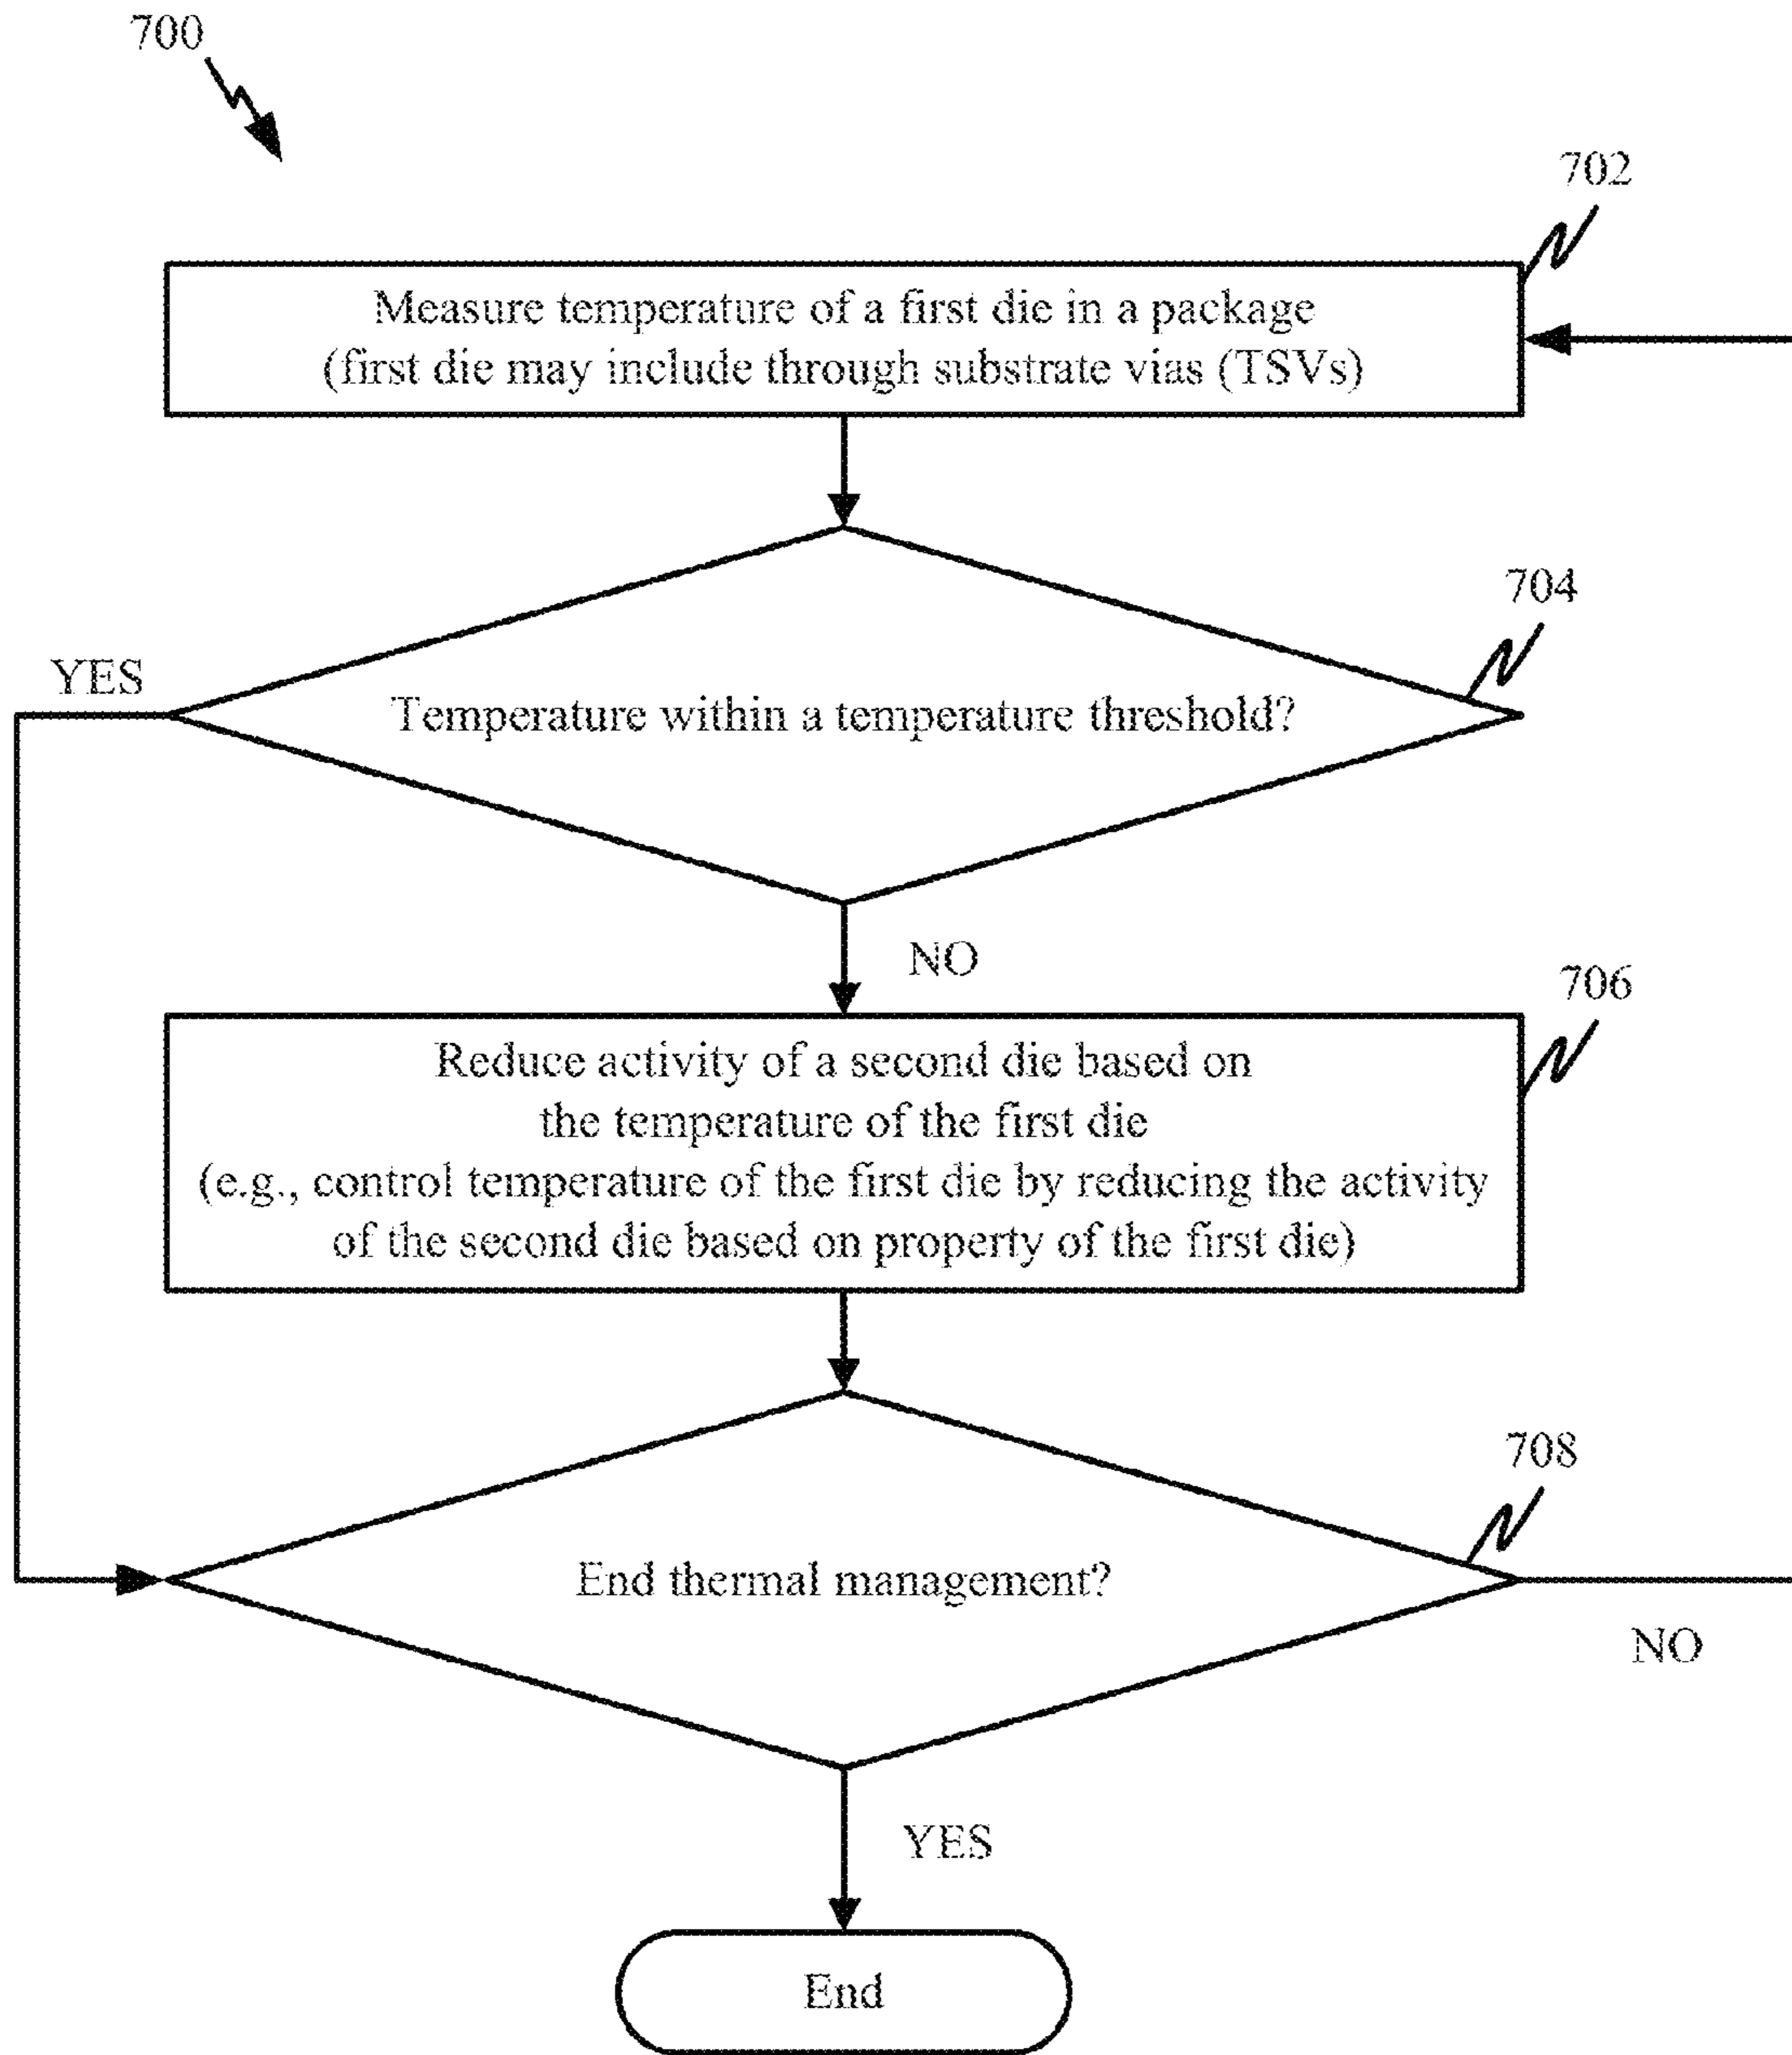 700
702
Measure temperature of a first die in a package
(first die may include through substrate vias (TSVs)
704
YES
Temperature within a temperature threshold?
NO
706
Reduce activity of a second die based on
the temperature of the first die
(e.g., control temperature of the first die by reducing the activity
of the second die based on property of the first die)
708
End thermal management?
NO
YES
End